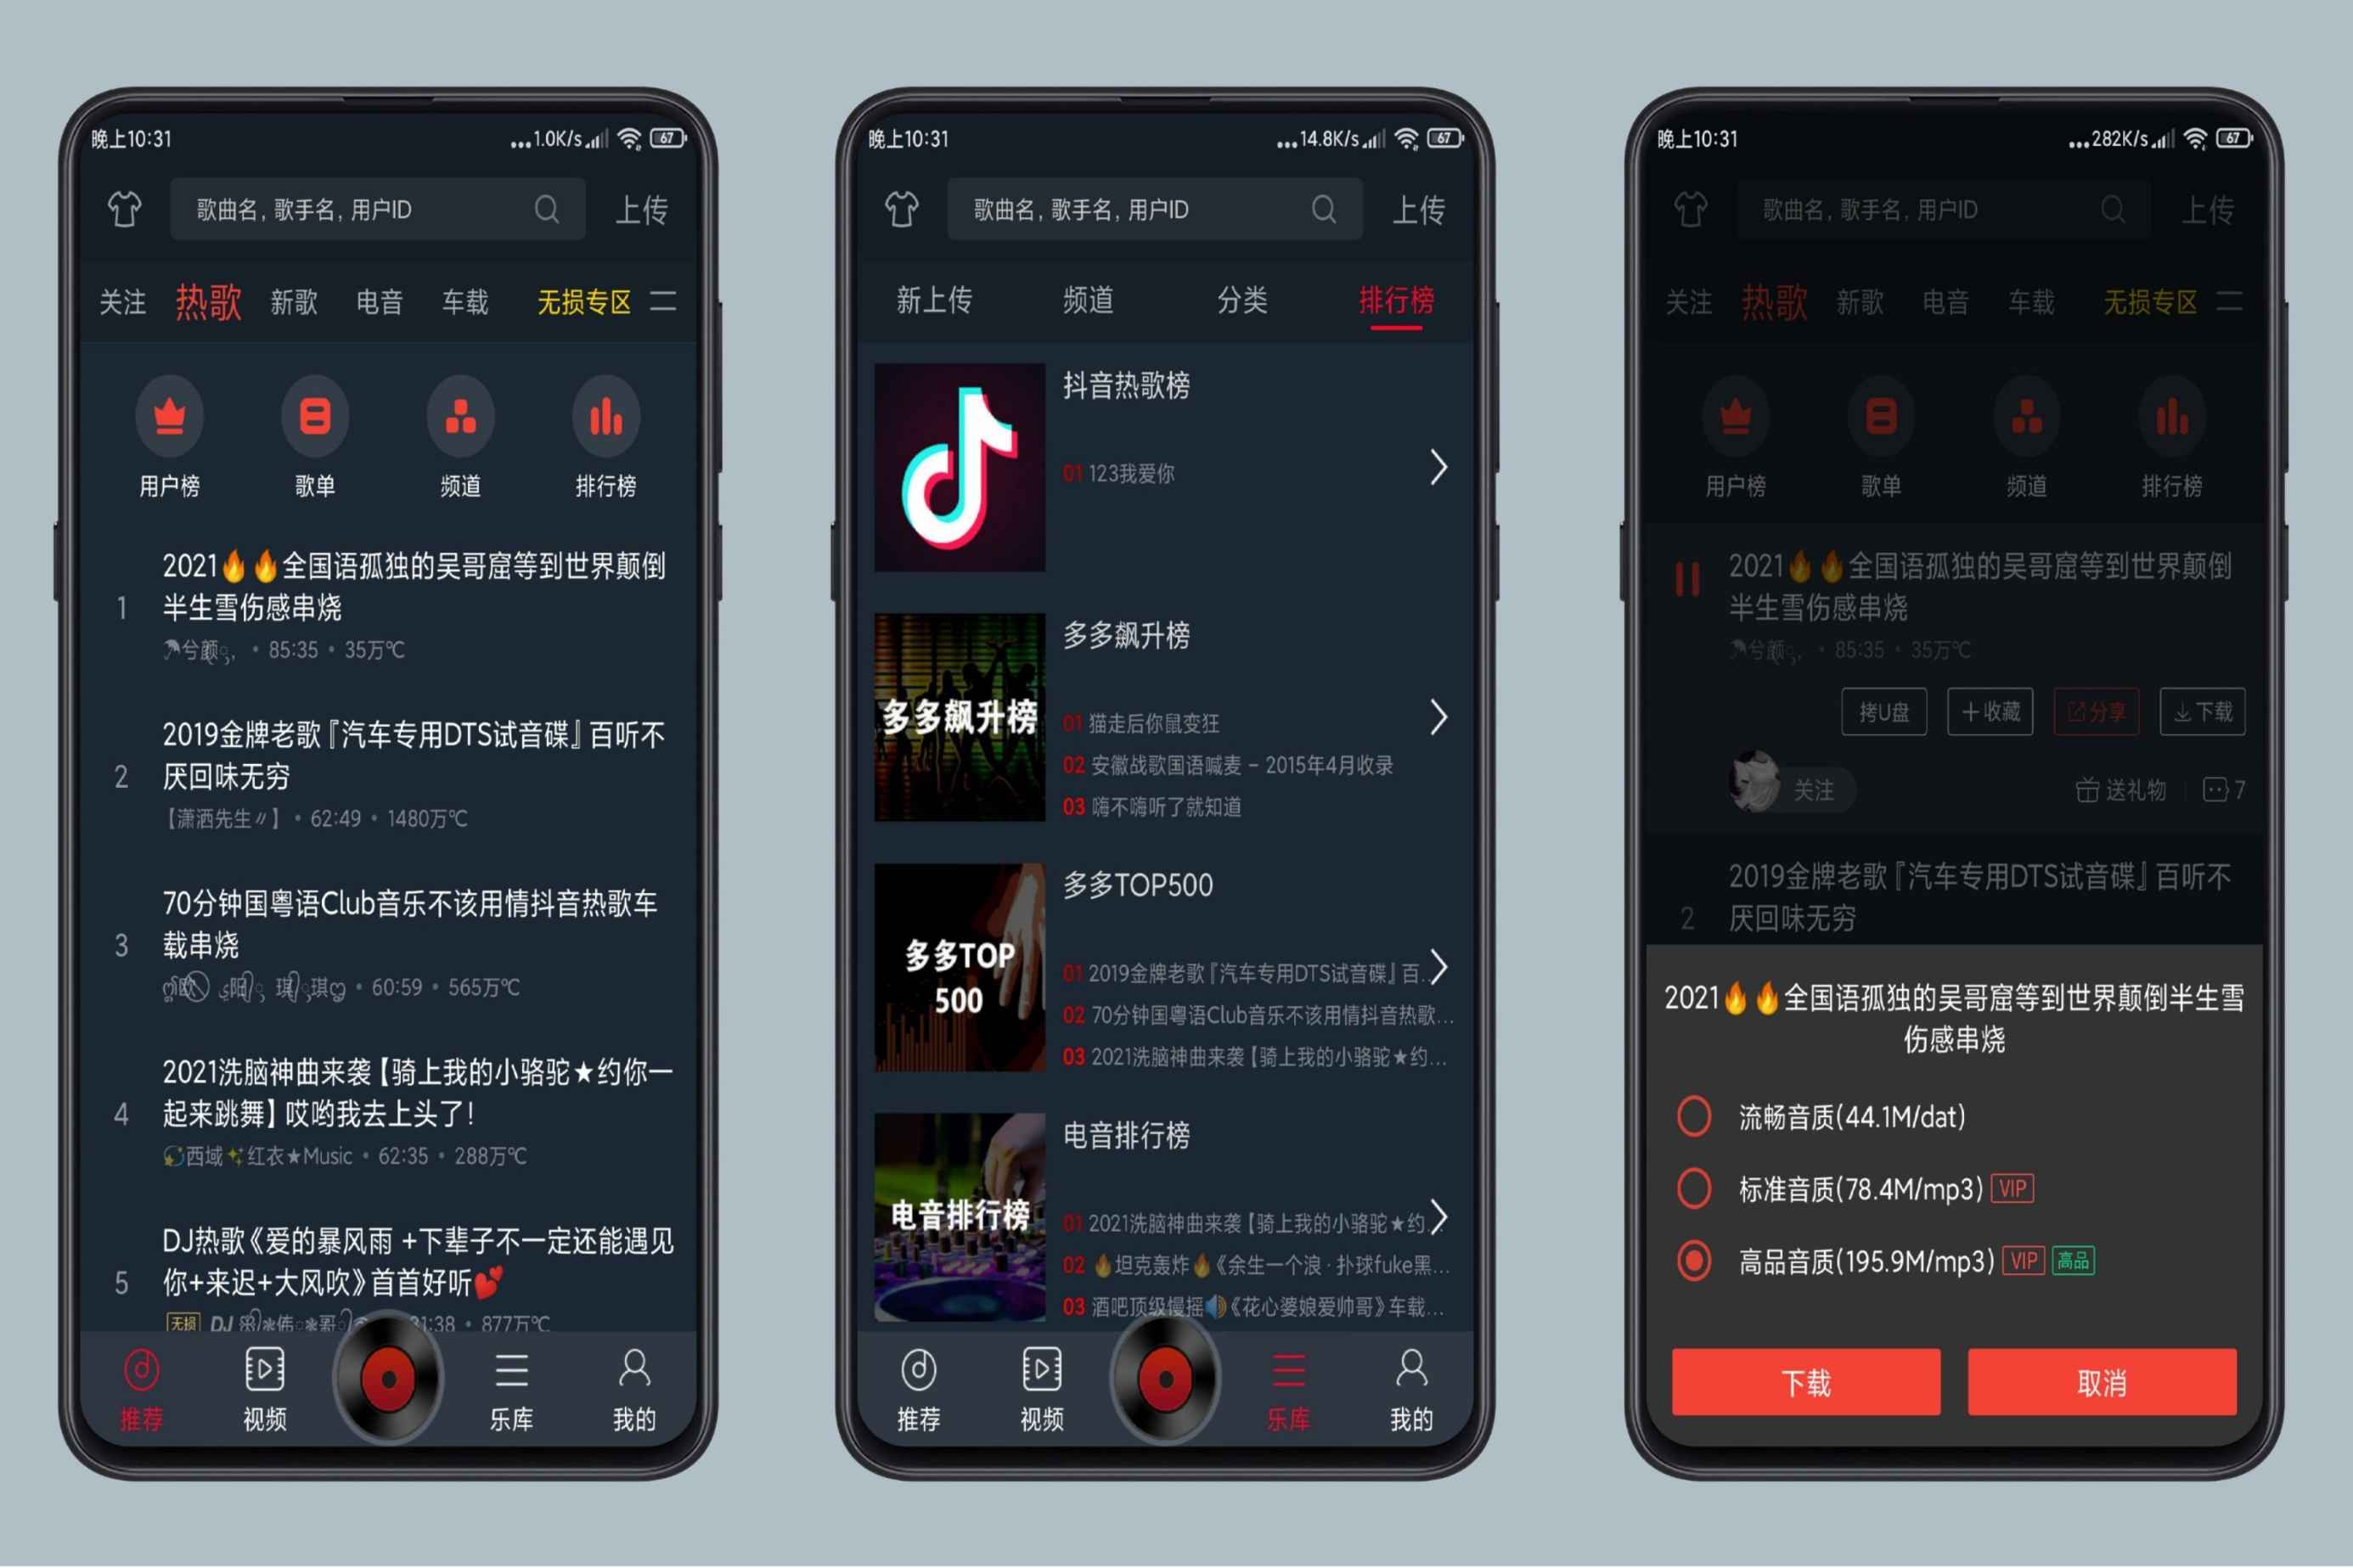 晚上10:31
...1.0K/s
67
歌曲名, 歌手名, 用户ID
上传
关注 热歌 新歌 电音 车载 无损专区
用户榜 歌单 频道 排行榜
1
2021🔥🔥全国语孤独的吴哥窟等到世界颠倒
半生雪伤感串烧
兮颜 • 85:35 • 35万℃
2
2019金牌老歌『汽车专用DTS试音碟』百听不
厌回味无穷
【潇洒先生〃】 • 62:49 • 1480万℃
3
70分钟国粤语Club音乐不该用情抖音热歌车
载串烧
• 60:59 • 565万℃
4
2021洗脑神曲来袭【骑上我的小骆驼★约你一
起来跳舞】哎哟我去上头了!
西域✨红衣★Music • 62:35 • 288万℃
5
DJ热歌《爱的暴风雨 +下辈子不一定还能遇见
你+来迟+大风吹》首首好听💕
无损 DJ 1:38 • 877万℃
推荐 视频 乐库 我的
晚上10:31
...14.8K/s
67
歌曲名, 歌手名, 用户ID
上传
新上传 频道 分类 排行榜
抖音热歌榜
01 123我爱你
多多飙升榜
多多飙升榜
01 猫走后你鼠变狂
02 安徽战歌国语喊麦 – 2015年4月收录
03 嗨不嗨听了就知道
多多TOP
500
多多TOP500
01 2019金牌老歌『汽车专用DTS试音碟』百..
02 70分钟国粤语Club音乐不该用情抖音热歌...
03 2021洗脑神曲来袭【骑上我的小骆驼★约...
电音排行榜
电音排行榜
01 2021洗脑神曲来袭【骑上我的小骆驼★约.
02 🔥坦克轰炸🔥《余生一个浪 · 扑球fuke黑...
03 酒吧顶级慢摇🔊《花心婆娘爱帅哥》车载...
推荐 视频 乐库 我的
晚上10:31
...282K/s
67
歌曲名, 歌手名, 用户ID
上传
关注 热歌 新歌 电音 车载 无损专区
用户榜 歌单 频道 排行榜
2021🔥🔥全国语孤独的吴哥窟等到世界颠倒
半生雪伤感串烧
兮颜 • 85:35 • 35万℃
拷U盘 +收藏 分享 下载
关注 送礼物 7
2
2019金牌老歌『汽车专用DTS试音碟』百听不
厌回味无穷
2021🔥🔥全国语孤独的吴哥窟等到世界颠倒半生雪
伤感串烧
流畅音质(44.1M/dat)
标准音质(78.4M/mp3) VIP
高品音质(195.9M/mp3) VIP 高品
下载 取消